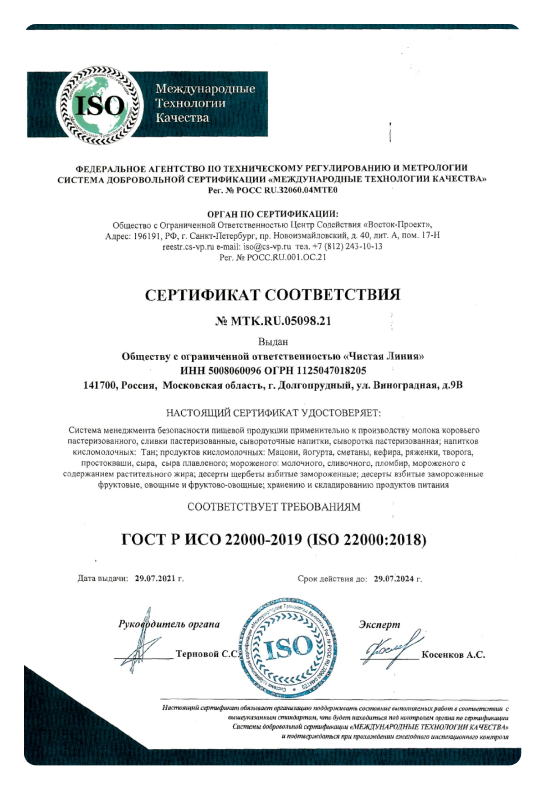 ISO
Международные
Технологии
Качества
ФЕДЕРАЛЬНОЕ АГЕНТСТВО ПО ТЕХНИЧЕСКОМУ РЕГУЛИРОВАНИЮ И МЕТРОЛОГИИ
СИСТЕМА ДОБРОВОЛЬНОЙ СЕРТИФИКАЦИИ «МЕЖДУНАРОДНЫЕ ТЕХНОЛОГИИ КАЧЕСТВА»
Рег. № РОСС RU.32060.04МТЕ0
ОРГАН ПО СЕРТИФИКАЦИИ:
Общество с Ограниченной Ответственностью Центр Содействия «Восток-Проект»,
Адрес: 196191, РФ, г. Санкт-Петербург, пр. Новоизмайловский, д. 40, лит. А, пом. 17-Н
reestr.cs-vp.ru e-mail: iso@cs-vp.ru тел. +7 (812) 243-10-13
Рег. № РОСС.RU.001.ОС.21
СЕРТИФИКАТ СООТВЕТСТВИЯ
№ МТК.RU.05098.21
Выдан
Обществу с ограниченной ответственностью «Чистая Линия»
ИНН 5008060096 ОГРН 1125047018205
141700, Россия, Московская область, г. Долгопрудный, ул. Виноградная, д.9В
НАСТОЯЩИЙ СЕРТИФИКАТ УДОСТОВЕРЯЕТ:
Система менеджмента безопасности пищевой продукции применительно к производству молока коровьего
пастеризованного, сливки пастеризованные, сывороточные напитки, сыворотка пастеризованная; напитков
кисломолочных: Тан; продуктов кисломолочных: Мацони, йогурта, сметаны, кефира, ряженки, творога,
простокваши, сыра, сыра плавленого; мороженого: молочного, сливочного, пломбир, мороженого с
содержанием растительного жира; десерты щербеты взбитые замороженные; десерты взбитые замороженные
фруктовые, овощные и фруктово-овощные; хранению и складированию продуктов питания
СООТВЕТСТВУЕТ ТРЕБОВАНИЯМ
ГОСТ Р ИСО 22000-2019 (ISO 22000:2018)
Дата выдачи: 29.07.2021 г.
Срок действия до: 29.07.2024 г.
Руководитель органа
Эксперт
Терновой С.С.
ISO
Косенков А.С.
Настоящий сертификат обязывает организацию поддерживать состояние выполняемых работ в соответствии с
вышеуказанным стандартом, что будет находиться под контролем органа по сертификации
Системы добровольной сертификации «МЕЖДУНАРОДНЫЕ ТЕХНОЛОГИИ КАЧЕСТВА»
и подтверждаться при прохождении ежегодного инспекционного контроля